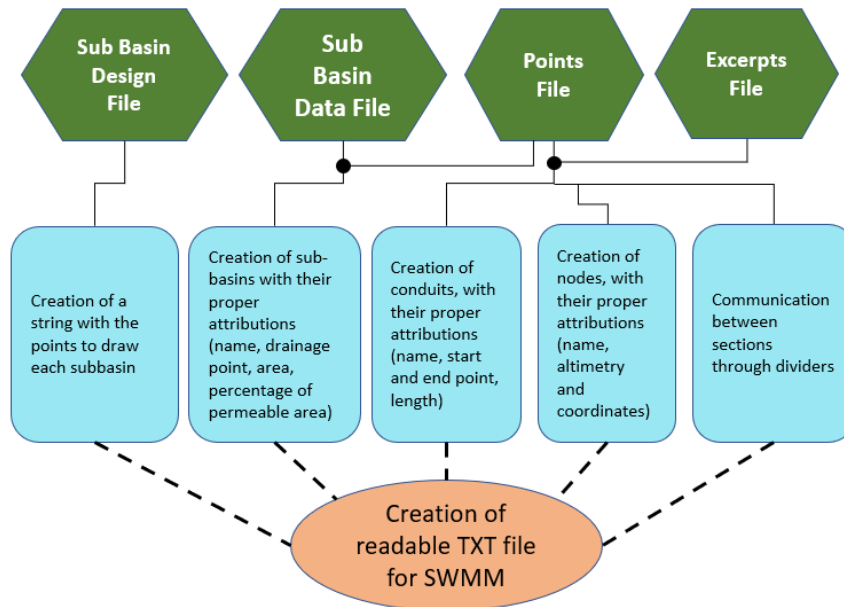 Sub Basin
Design
File
Sub
Basin
Data File
Points
File
Excerpts
File
Creation of a
string with the
points to draw
each subbasin
Creation of sub-
basins with their
proper
attributions
(name, drainage
point, area,
percentage of
permeable area)
Creation of
conduits, with
their proper
attributions
(name, start
and end point,
length)
Creation of
nodes, with
their proper
attributions
(name,
altimetry
and
coordinates)
Communication
between
sections
through dividers
Creation of
readable TXT file
for SWMM